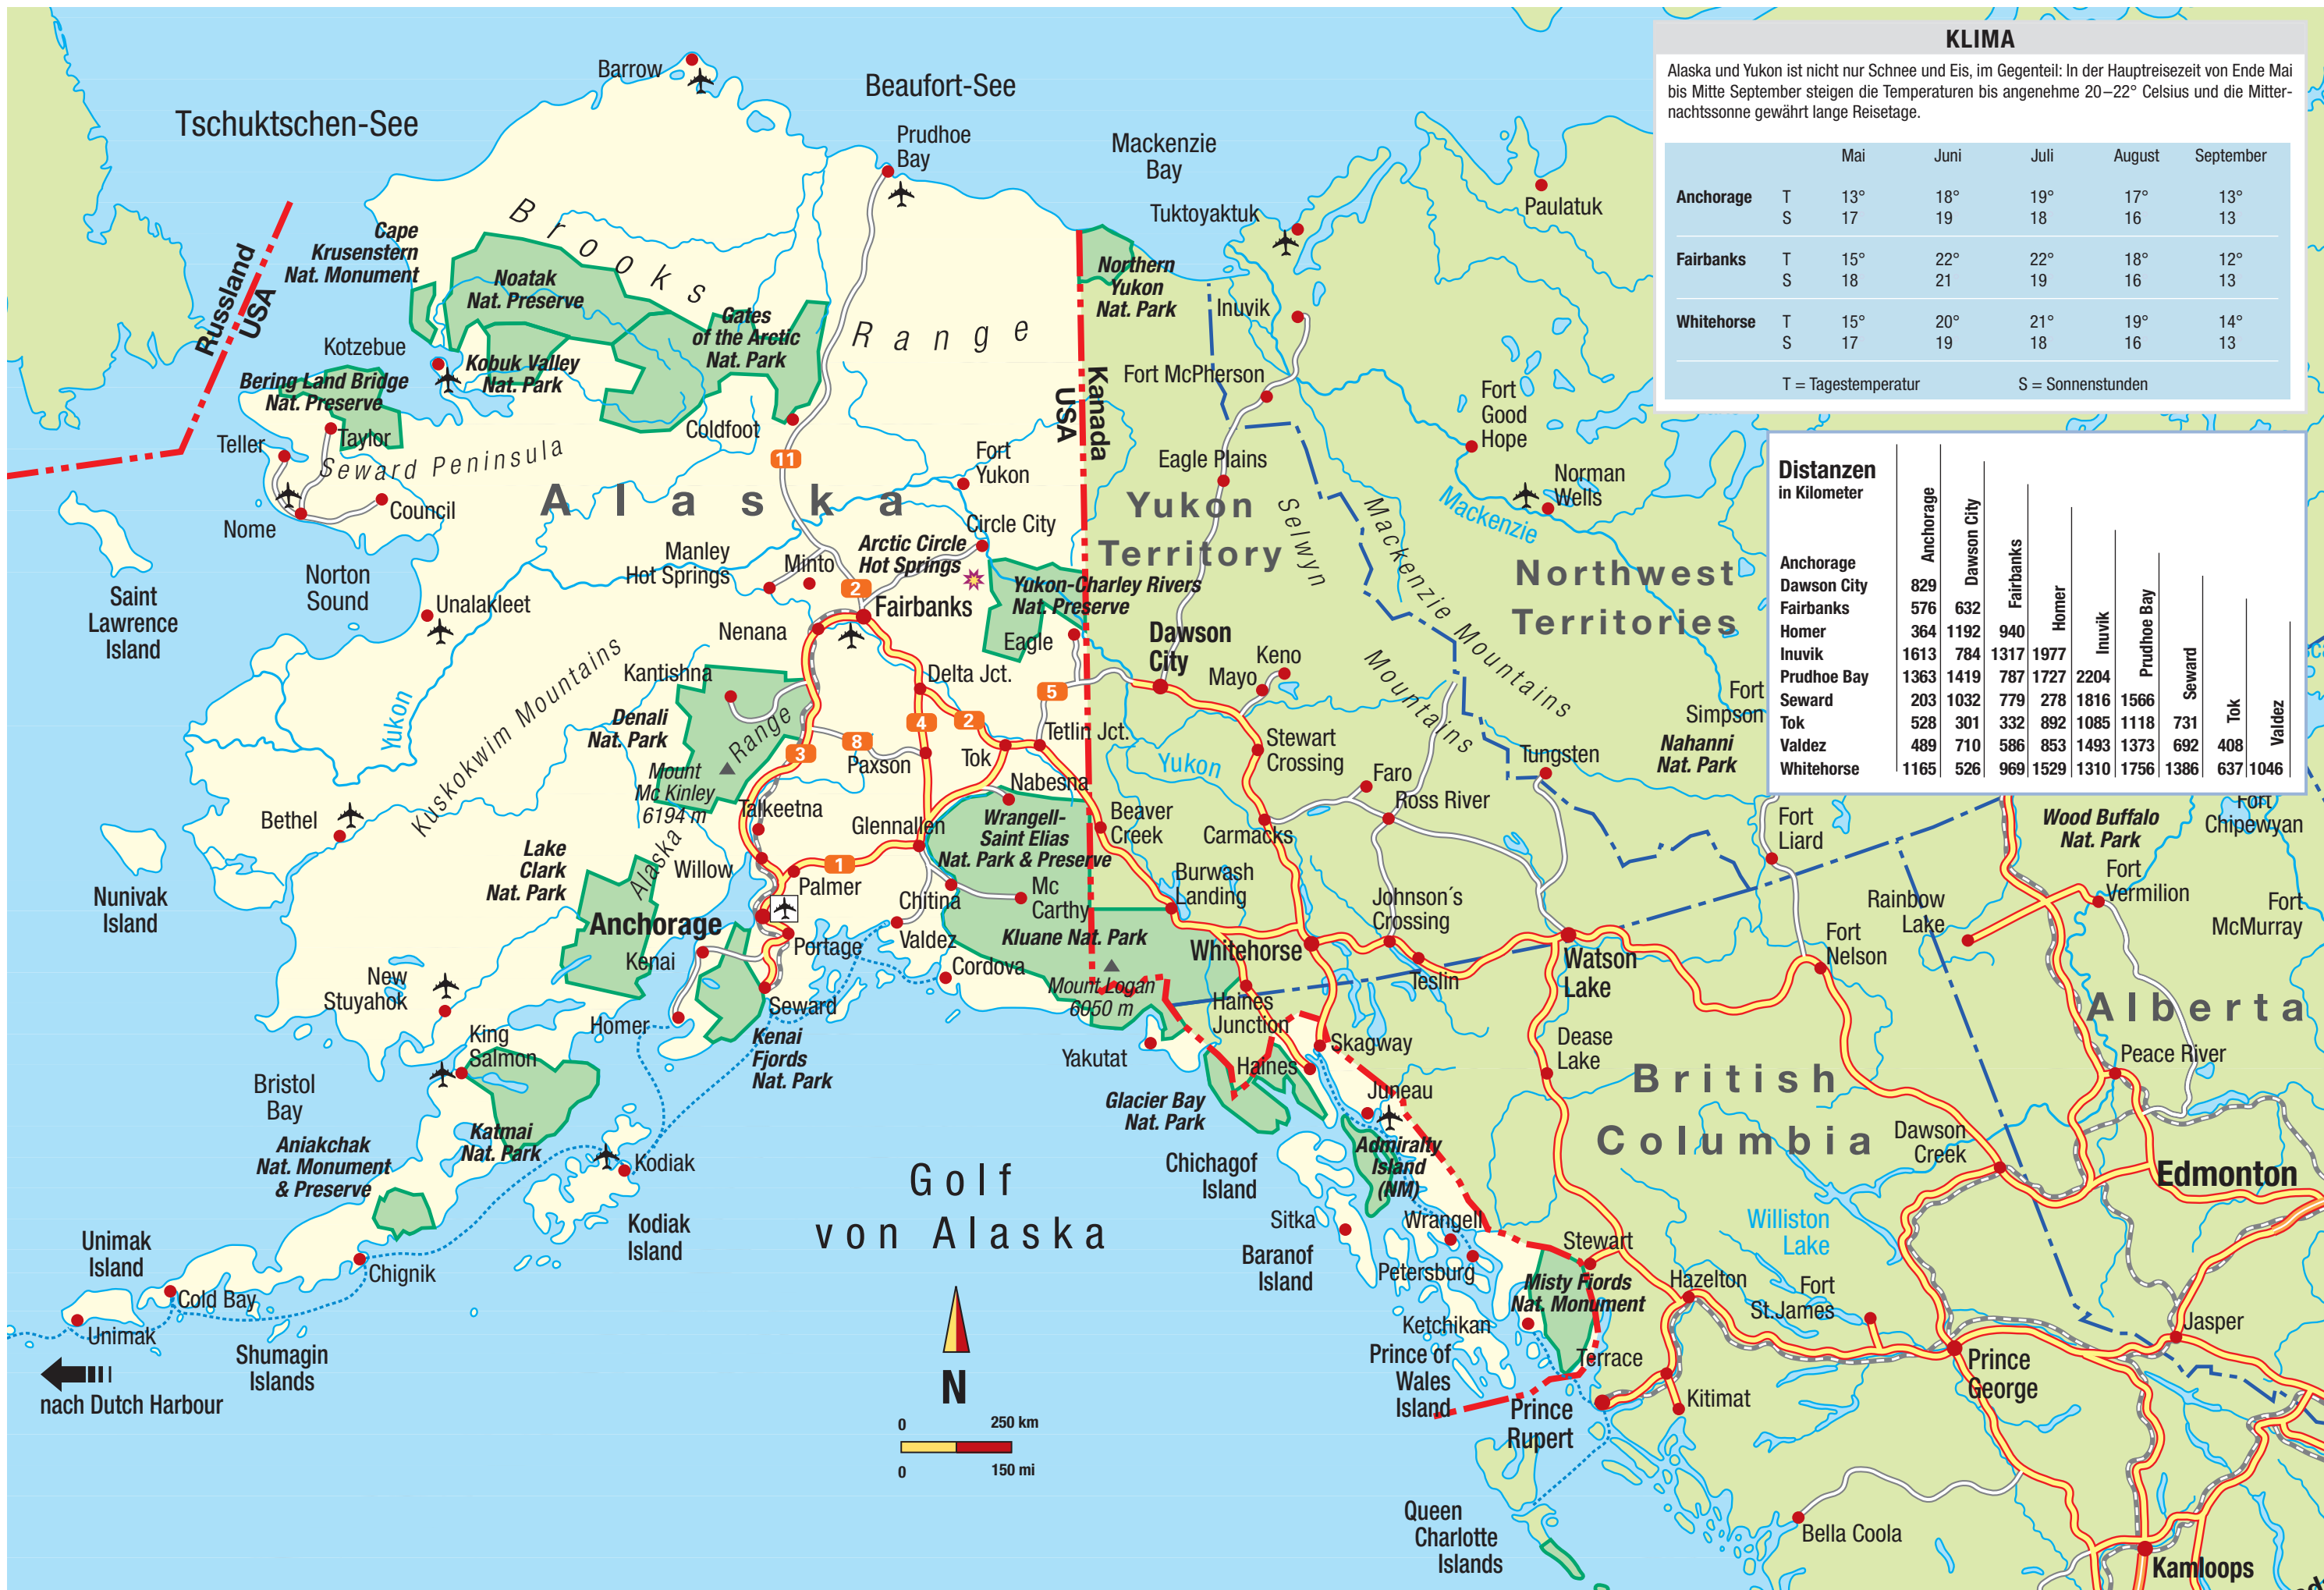 KLIMA
Alaska und Yukon ist nicht nur Schnee und Eis, im Gegenteil: In der Hauptreisezeit von Ende Mai
bis Mitte September steigen die Temperaturen bis angenehme 20–22° Celsius und die Mitter-
nachtssonne gewährt lange Reisetage.
Mai Juni Juli August September
Anchorage T 13° 18° 19° 17° 13°
S 17 19 18 16 13
Fairbanks T 15° 22° 22° 18° 12°
S 18 21 19 16 13
Whitehorse T 15° 20° 21° 19° 14°
S 17 19 18 16 13
T = Tagestemperatur S = Sonnenstunden
Distanzen
in Kilometer
Anchorage
Dawson City
Fairbanks
Homer
Inuvik
Prudhoe Bay
Seward
Tok
Valdez
Anchorage
Dawson City 829
Fairbanks 576 632
Homer 364 1192 940
Inuvik 1613 784 1317 1977
Prudhoe Bay 1363 1419 787 1727 2204
Seward 203 1032 779 278 1816 1566
Tok 528 301 332 892 1085 1118 731
Valdez 489 710 586 853 1493 1373 692 408
Whitehorse 1165 526 969 1529 1310 1756 1386 637 1046
Barrow
Beaufort-See
Tschuktschen-See
Prudhoe
Bay
Mackenzie
Bay
Tuktoyaktuk
Paulatuk
Cape
Krusenstern
Nat. Monument
Brooks
Range
Noatak
Nat. Preserve
Gates
of the Arctic
Nat. Park
Northern
Yukon
Nat. Park
Inuvik
Russland
USA
Kotzebue
Kobuk Valley
Nat. Park
Bering Land Bridge
Nat. Preserve
Kanada
USA
Fort McPherson
Fort
Good
Hope
Teller
Taylor
Seward Peninsula
Coldfoot
11
Fort
Yukon
Eagle Plains
Norman
Wells
Mackenzie
Nome
Council
Alaska
Yukon
Territory
Selwyn
Mountains
Mackenzie Mountains
Northwest
Territories
Circle City
Arctic Circle
Hot Springs
Manley
Hot Springs
Minto
2
Norton
Sound
Saint
Lawrence
Island
Unalakleet
Fairbanks
Yukon-Charley Rivers
Nat. Preserve
Nenana
Eagle
Dawson
City
Keno
Mayo
Kantishna
Delta Jct.
5
Yukon
Kuskokwim Mountains
Denali
Nat. Park
Alaska
Range
4
2
3
8
Paxson
Tok
Tetlin Jct.
Stewart
Crossing
Yukon
Fort
Simpson
Nahanni
Nat. Park
Tungsten
Mount
Mc Kinley
6194 m
Nabesna
Faro
Ross River
Talkeetna
Bethel
Glennallen
Wrangell-
Saint Elias
Nat. Park & Preserve
Beaver
Creek
Carmacks
Fort
Liard
Wood Buffalo
Nat. Park
Fort
Chipewyan
Lake
Clark
Nat. Park
Willow
1
Palmer
Chitina
Mc
Carthy
Burwash
Landing
Johnson´s
Crossing
Rainbow
Lake
Fort
Vermilion
Fort
McMurray
Nunivak
Island
Anchorage
Portage
Valdez
Kluane Nat. Park
Whitehorse
Watson
Lake
Fort
Nelson
Kenai
Cordova
Teslin
New
Stuyahok
Seward
Mount Logan
6050 m
Haines
Junction
Homer
Alberta
King
Salmon
Kenai
Fjords
Nat. Park
Yakutat
Skagway
Haines
Dease
Lake
British
Columbia
Peace River
Bristol
Bay
Juneau
Glacier Bay
Nat. Park
Admiralty
Island
(NM)
Dawson
Creek
Edmonton
Aniakchak
Nat. Monument
& Preserve
Katmai
Nat. Park
Kodiak
Golf
von Alaska
Chichagof
Island
Kodiak
Island
Sitka
Wrangell
Baranof
Island
Petersburg
Stewart
Williston
Lake
Unimak
Island
Chignik
Cold Bay
Misty Fiords
Nat. Monument
Hazelton
Fort
St.James
Unimak
Shumagin
Islands
Ketchikan
Jasper
Prince of
Wales
Island
Terrace
Prince
George
nach Dutch Harbour
N
Kitimat
Prince
Rupert
0 250 km
0 150 mi
Queen
Charlotte
Islands
Bella Coola
Kamloops